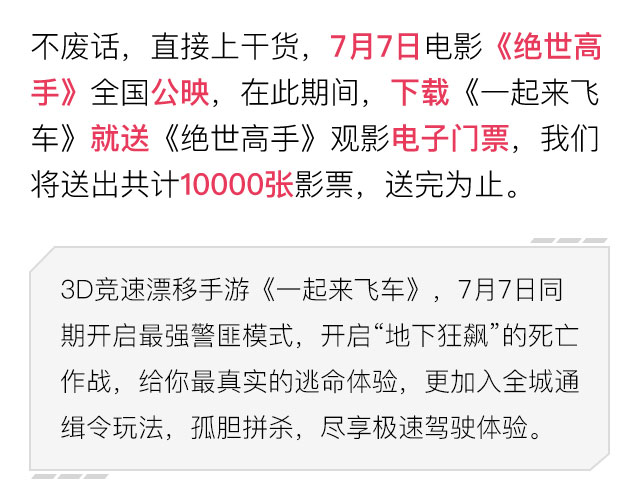 不废话，直接上干货，7月7日电影《绝世高
手》全国公映，在此期间，下载《一起来飞
车》就送《绝世高手》观影电子门票，我们
将送出共计10000张影票，送完为止。
3D竞速漂移手游《一起来飞车》，7月7日同
期开启最强警匪模式，开启“地下狂飙”的死亡
作战，给你最真实的逃命体验，更加入全城通
缉令玩法，孤胆拼杀，尽享极速驾驶体验。